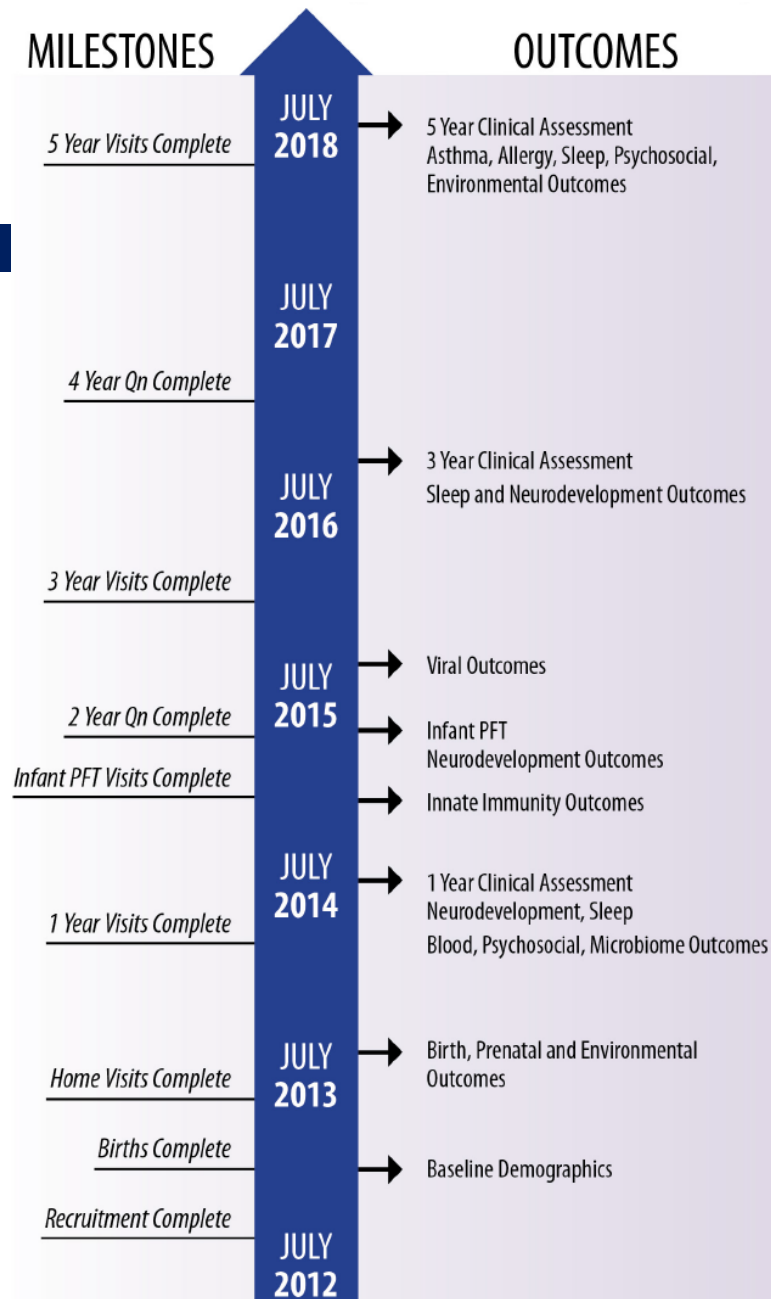 MILESTONES
OUTCOMES
JULY
2018
5 Year Visits Complete
5 Year Clinical Assessment
Asthma, Allergy, Sleep, Psychosocial,
Environmental Outcomes
JULY
2017
4 Year Qn Complete
3 Year Clinical Assessment
Sleep and Neurodevelopment Outcomes
JULY
2016
3 Year Visits Complete
Viral Outcomes
JULY
2015
2 Year Qn Complete
Infant PFT
Neurodevelopment Outcomes
Infant PFT Visits Complete
Innate Immunity Outcomes
JULY
2014
1 Year Clinical Assessment
Neurodevelopment, Sleep
Blood, Psychosocial, Microbiome Outcomes
1 Year Visits Complete
JULY
2013
Birth, Prenatal and Environmental
Outcomes
Home Visits Complete
Births Complete
Baseline Demographics
Recruitment Complete
JULY
2012